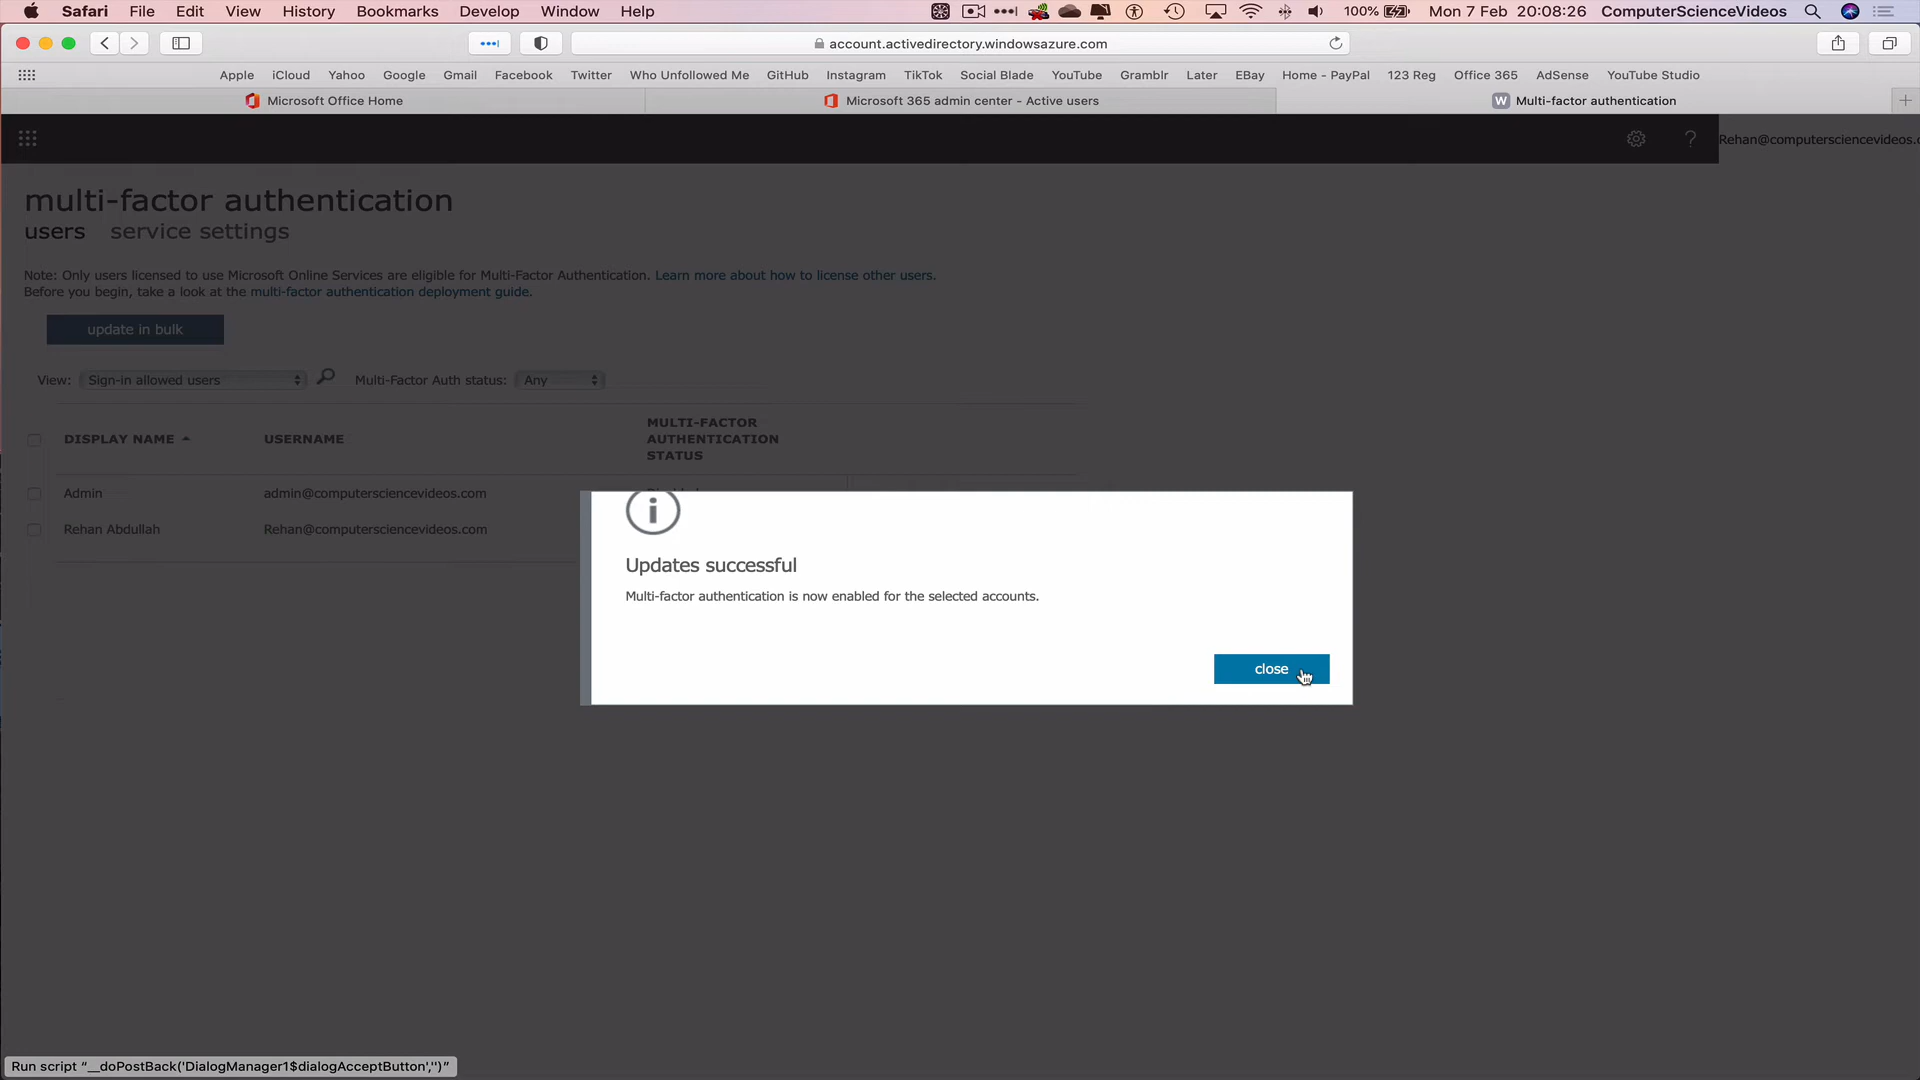 Safari File Edit View History Bookmarks Develop Window Help 100% Mon 7 Feb 20:08:26 ComputerScienceVideos
account.activedirectory.windowsazure.com
Apple iCloud Yahoo Google Gmail Facebook Twitter Who Unfollowed Me GitHub Instagram TikTok Social Blade YouTube Gramblr Later EBay Home - PayPal 123 Reg Office 365 AdSense YouTube Studio
Microsoft Office Home Microsoft 365 admin center - Active users W Multi-factor authentication
? Rehan@computersciencevideos.c
multi-factor authentication
users service settings
Note: Only users licensed to use Microsoft Online Services are eligible for Multi-Factor Authentication. Learn more about how to license other users.
Before you begin, take a look at the multi-factor authentication deployment guide.
update in bulk
View: Sign-in allowed users Multi-Factor Auth status: Any
DISPLAY NAME USERNAME MULTI-FACTOR
AUTHENTICATION
STATUS
Admin admin@computersciencevideos.com
Rehan Abdullah Rehan@computersciencevideos.com
i
Updates successful
Multi-factor authentication is now enabled for the selected accounts.
close
Run script “__doPostBack('DialogManager1$dialogAcceptButton','')”